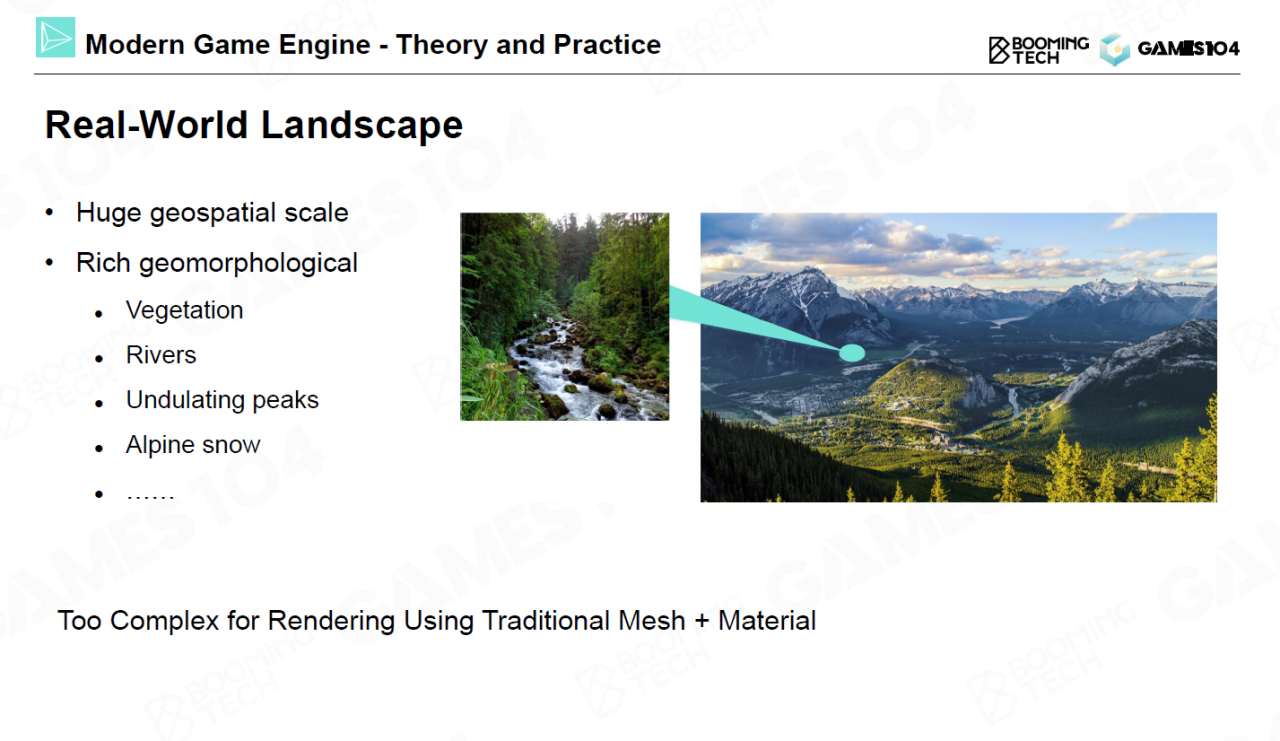 Modern Game Engine - Theory and Practice
BOOMING
TECH
GAMES104
Real-World Landscape
• Huge geospatial scale
• Rich geomorphological
• Vegetation
• Rivers
• Undulating peaks
• Alpine snow
• ……
Too Complex for Rendering Using Traditional Mesh + Material